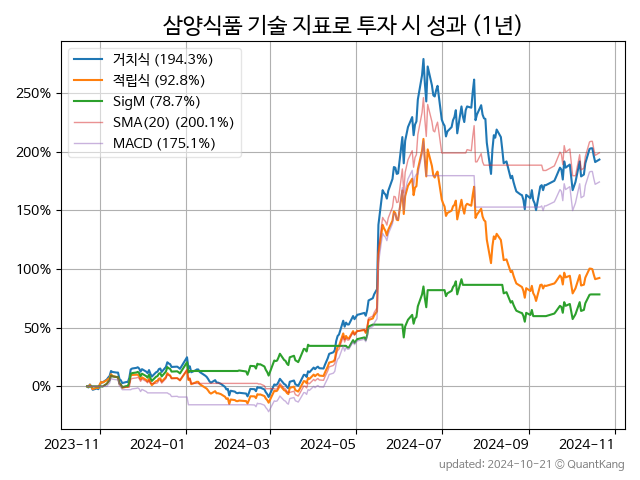 삼양식품 기술 지표로 투자 시 성과 (1년)
거치식 (194.3%)
적립식 (92.8%)
SigM (78.7%)
SMA(20) (200.1%)
MACD (175.1%)
250%
200%
150%
100%
50%
0%
2023-11 2024-01 2024-03 2024-05 2024-07 2024-09 2024-11
updated: 2024-10-21 © QuantKang